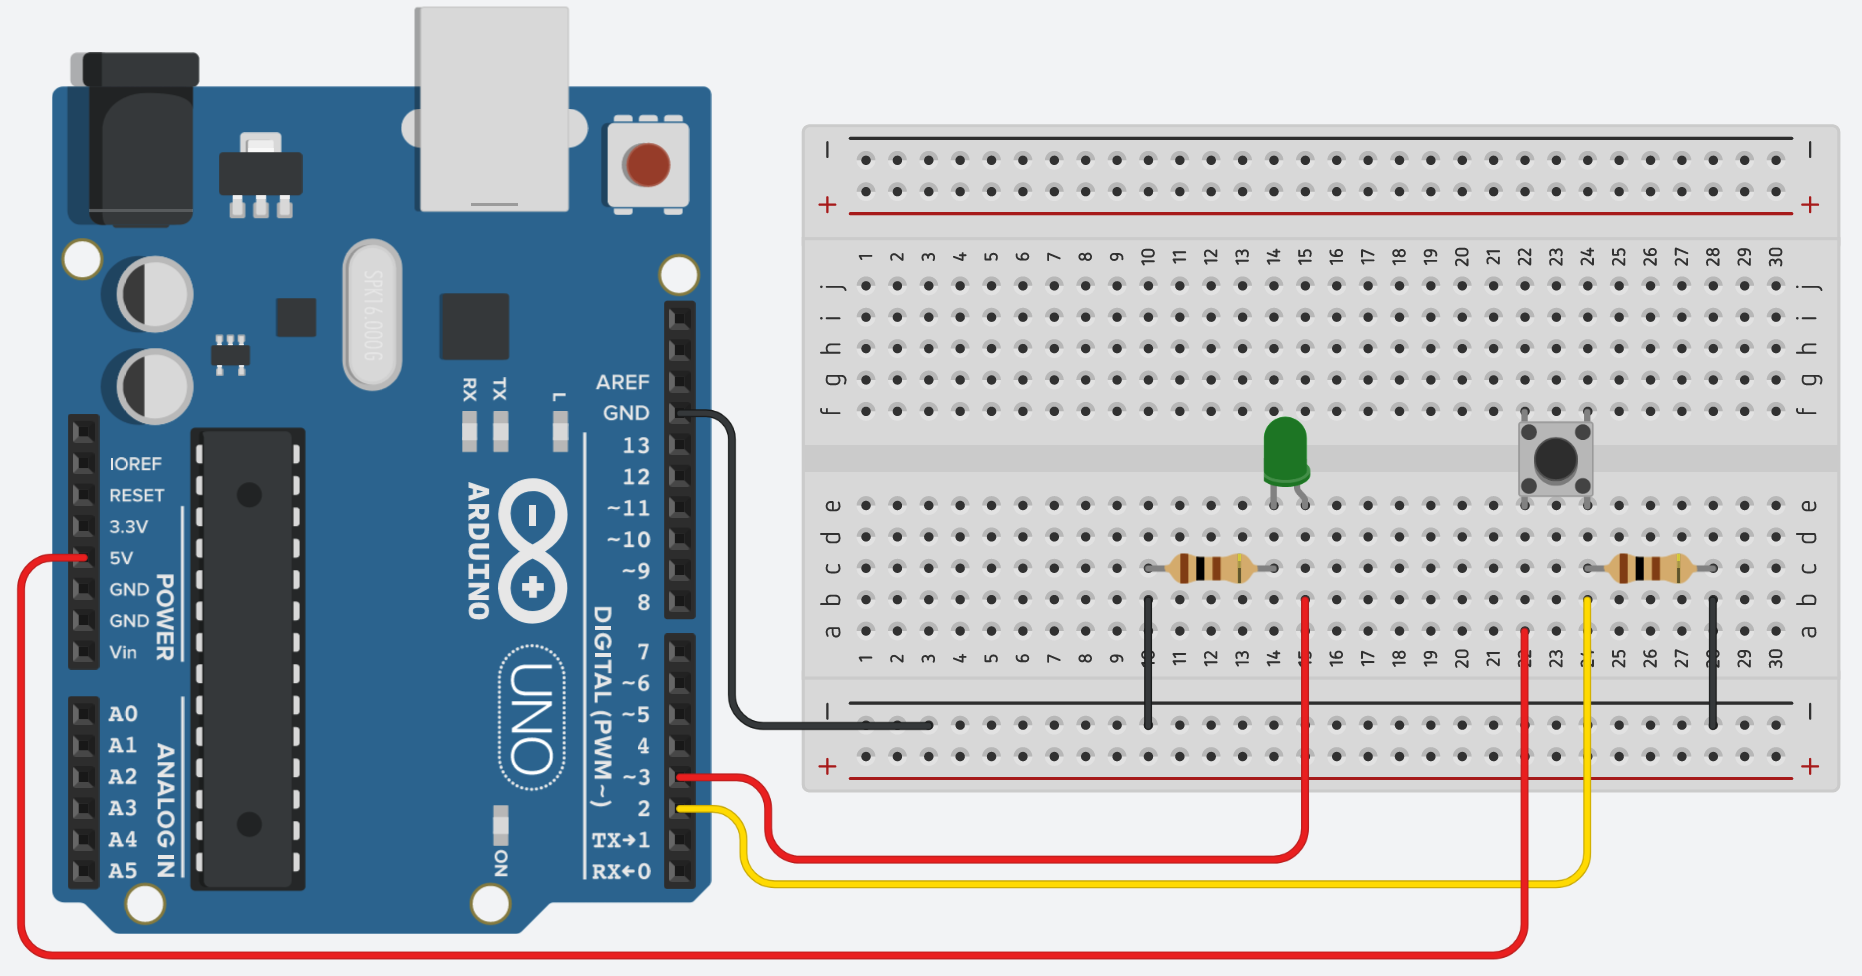 SPK16.000G
RX
TX
L
AREF
GND
13
12
~11
~10
~9
8
7
~6
~5
4
~3
2
TX→1
RX←0
DIGITAL (PWM ~)
IOREF
RESET
3.3V
5V
GND
GND
Vin
POWER
A0
A1
A2
A3
A4
A5
ANALOG IN
ARDUINO
- +
UNO
ON
− −
+ +
1 2 3 4 5 6 7 8 9 10 11 12 13 14 15 16 17 18 19 20 21 22 23 24 25 26 27 28 29 30
j j
i i
h h
g g
f f
e e
d d
c c
b b
a a
1 2 3 4 5 6 7 8 9 10 11 12 13 14 15 16 17 18 19 20 21 22 23 24 25 26 27 28 29 30
− −
+ +